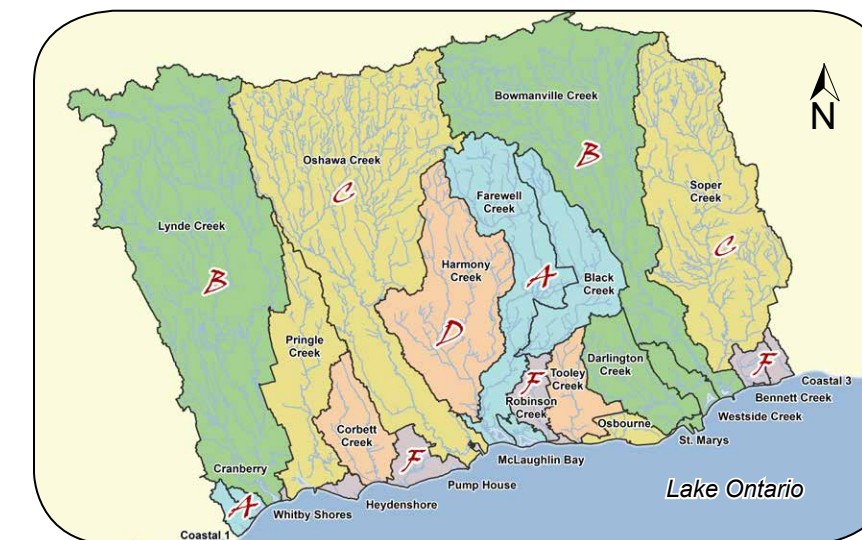 Bowmanville Creek
N
Oshawa Creek
C
B
Farewell
Creek
Soper
Creek
Lynde Creek
C
B
Harmony
Creek
A
Black
Creek
D
Pringle
Creek
Darlington
Creek
F
Tooley
Creek
F
Coastal 3
Robinson
Creek
Bennett Creek
Corbett
Creek
Osbourne
Westside Creek
St. Marys
F
McLaughlin Bay
Cranberry
Pump House
Lake Ontario
A
Heydenshore
Whitby Shores
Coastal 1